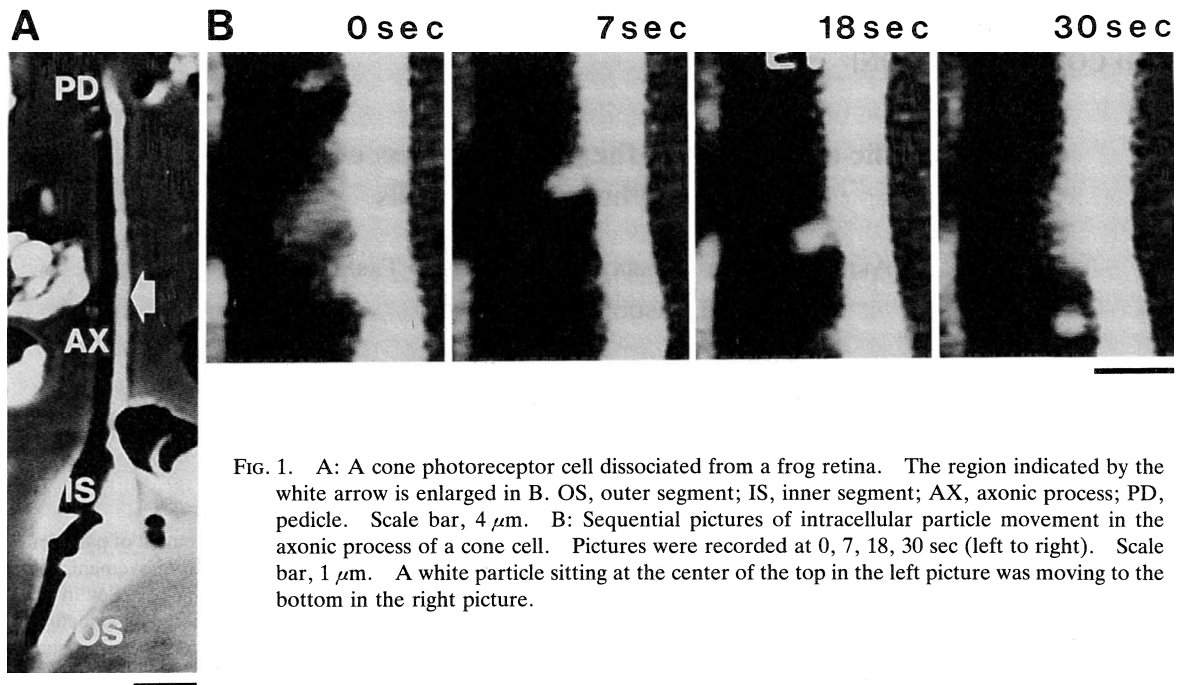 A B 0 sec 7 sec 18 sec 30 sec
PD
AX
IS
OS
FIG. 1. A: A cone photoreceptor cell dissociated from a frog retina. The region indicated by the
white arrow is enlarged in B. OS, outer segment; IS, inner segment; AX, axonic process; PD,
pedicle. Scale bar, 4 μm. B: Sequential pictures of intracellular particle movement in the
axonic process of a cone cell. Pictures were recorded at 0, 7, 18, 30 sec (left to right). Scale
bar, 1 μm. A white particle sitting at the center of the top in the left picture was moving to the
bottom in the right picture.